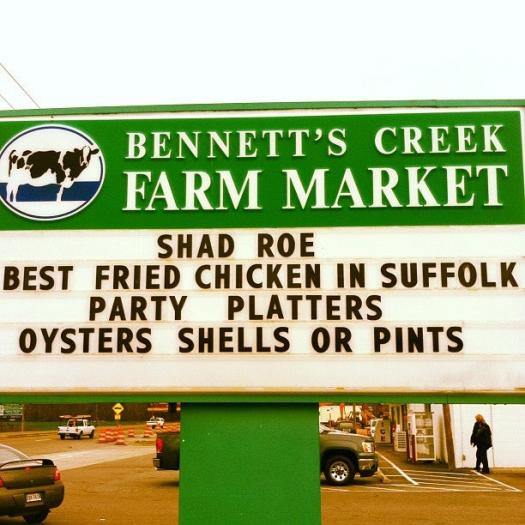 BENNETT'S CREEK
FARM MARKET
SHAD ROE
BEST FRIED CHICKEN IN SUFFOLK
PARTY PLATTERS
OYSTERS SHELLS OR PINTS